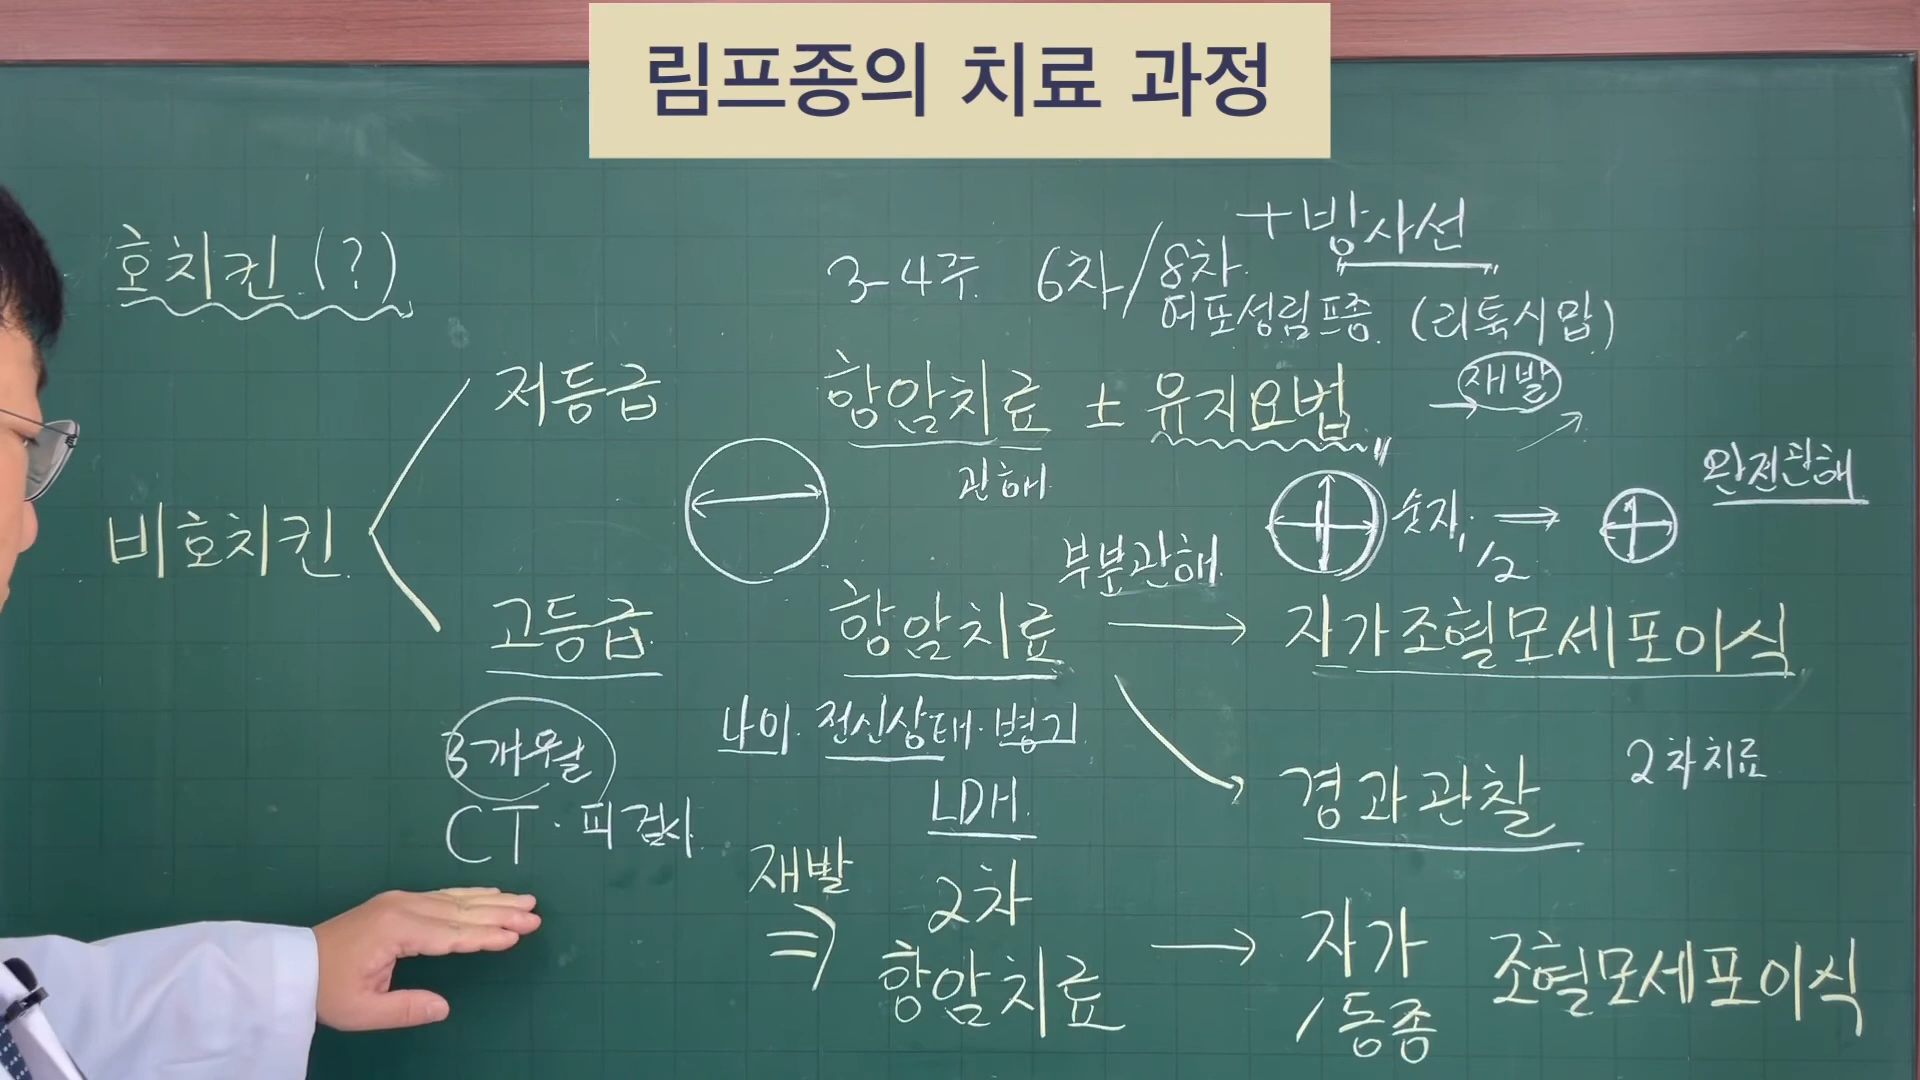 림프종의 치료 과정
+방사선
호치킨 (?)
3-4주 6차/8차
여포성림프종 (리툭시맙)
저등급 항암치료 ± 유지요법 → 재발
관해 숫자, 1/2 → 완전관해
비호치킨
부분관해
고등급 항암치료 → 자가조혈모세포이식
나이. 전신상태. 병기
LDH.
3개월
CT. 피검사
경과관찰 2차치료
재발 ⇒ 2차
항암치료 → 자가
/동종
조혈모세포이식